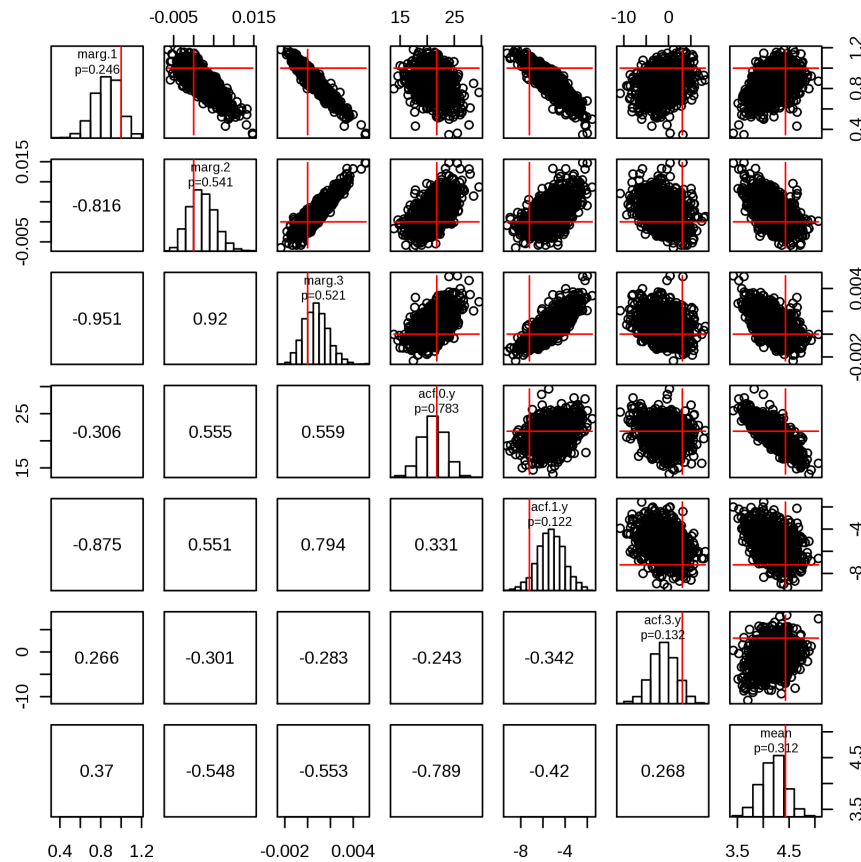 -0.005 0.015 15 25 -10 0
marg.1
p=0.246
0.4 0.8 1.2
-0.005 0.015
-0.816
marg.2
p=0.541
-0.951 0.92
marg.3
p=0.521
-0.002 0.004
15 25
-0.306 0.555 0.559
acf.0.y
p=0.783
-0.875 0.551 0.794 0.331
acf.1.y
p=0.122
-8 -4
-10 0
0.266 -0.301 -0.283 -0.243 -0.342
acf.3.y
p=0.132
0.37 -0.548 -0.553 -0.789 -0.42 0.268
mean
p=0.312
3.5 4.5
0.4 0.8 1.2 -0.002 0.004 -8 -4 3.5 4.5